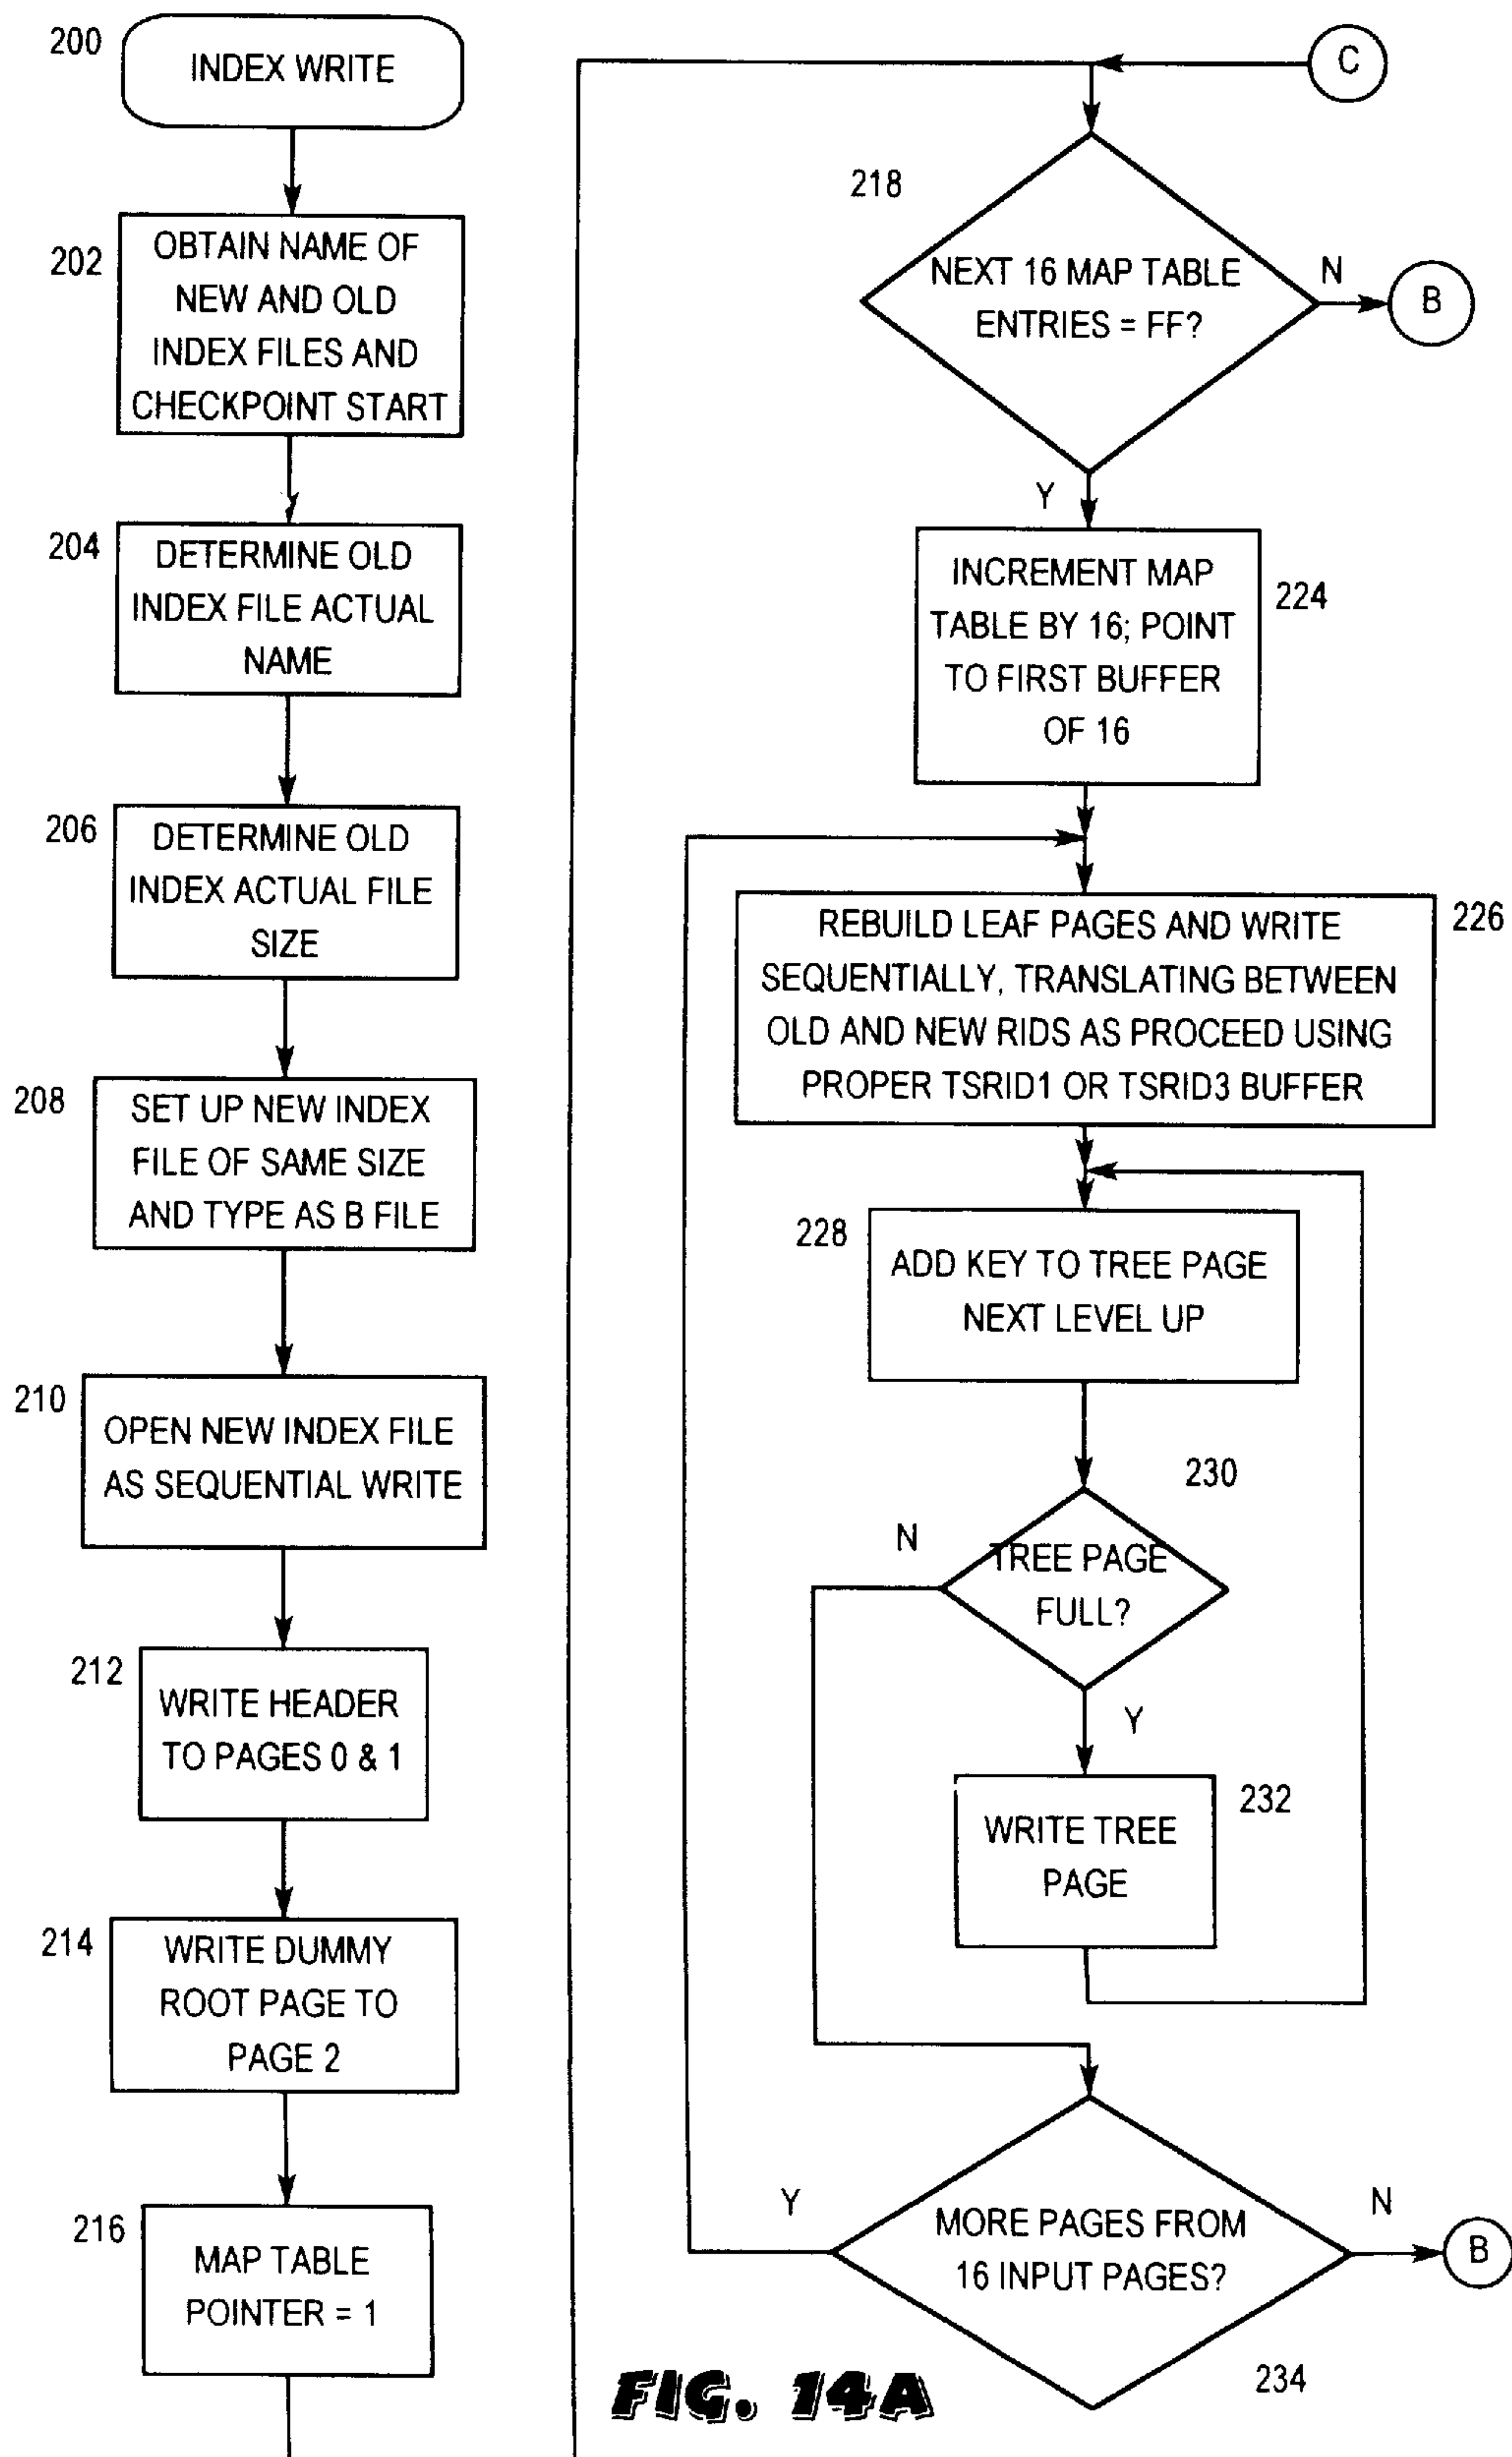 200
INDEX WRITE
202
OBTAIN NAME OF
NEW AND OLD
INDEX FILES AND
CHECKPOINT START
204
DETERMINE OLD
INDEX FILE ACTUAL
NAME
206
DETERMINE OLD
INDEX ACTUAL FILE
SIZE
208
SET UP NEW INDEX
FILE OF SAME SIZE
AND TYPE AS B FILE
210
OPEN NEW INDEX FILE
AS SEQUENTIAL WRITE
212
WRITE HEADER
TO PAGES 0 & 1
214
WRITE DUMMY
ROOT PAGE TO
PAGE 2
216
MAP TABLE
POINTER = 1
C
218
NEXT 16 MAP TABLE
ENTRIES = FF?
N
B
Y
INCREMENT MAP
TABLE BY 16; POINT
TO FIRST BUFFER
OF 16
224
REBUILD LEAF PAGES AND WRITE
SEQUENTIALLY, TRANSLATING BETWEEN
OLD AND NEW RIDS AS PROCEED USING
PROPER TSRID1 OR TSRID3 BUFFER
226
228
ADD KEY TO TREE PAGE
NEXT LEVEL UP
230
N
TREE PAGE
FULL?
Y
232
WRITE TREE
PAGE
Y
MORE PAGES FROM
16 INPUT PAGES?
N
B
234
FIG. 14A